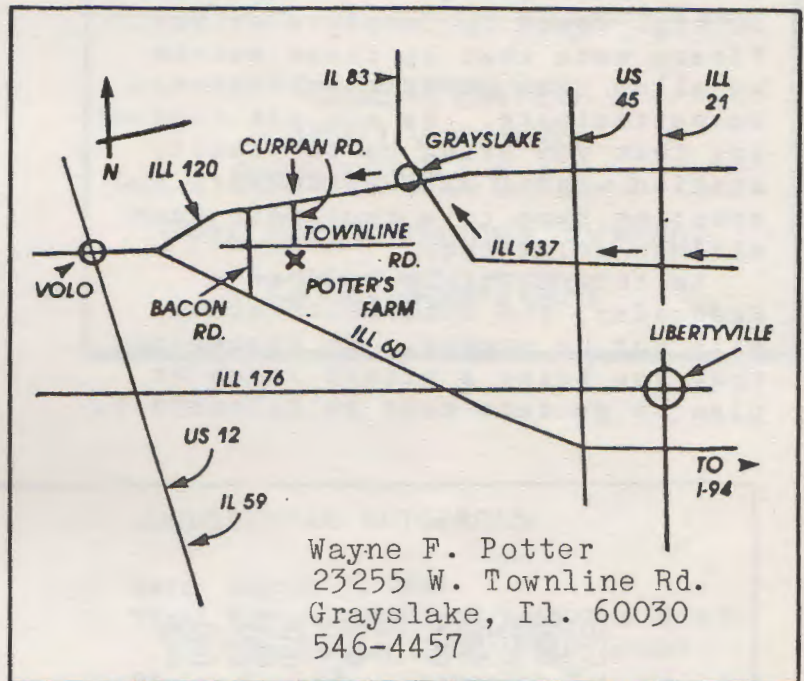 IL 83
US
45
ILL
21
GRAYSLAKE
CURRAN RD.
N
ILL 120
TOWNLINE
RD.
ILL 137
VOLO
POTTER'S
FARM
BACON
RD.
ILL 60
LIBERTYVILLE
ILL 176
US 12
TO
I-94
IL 59
Wayne F. Potter
23255 W. Townline Rd.
Grayslake, Il. 60030
546-4457